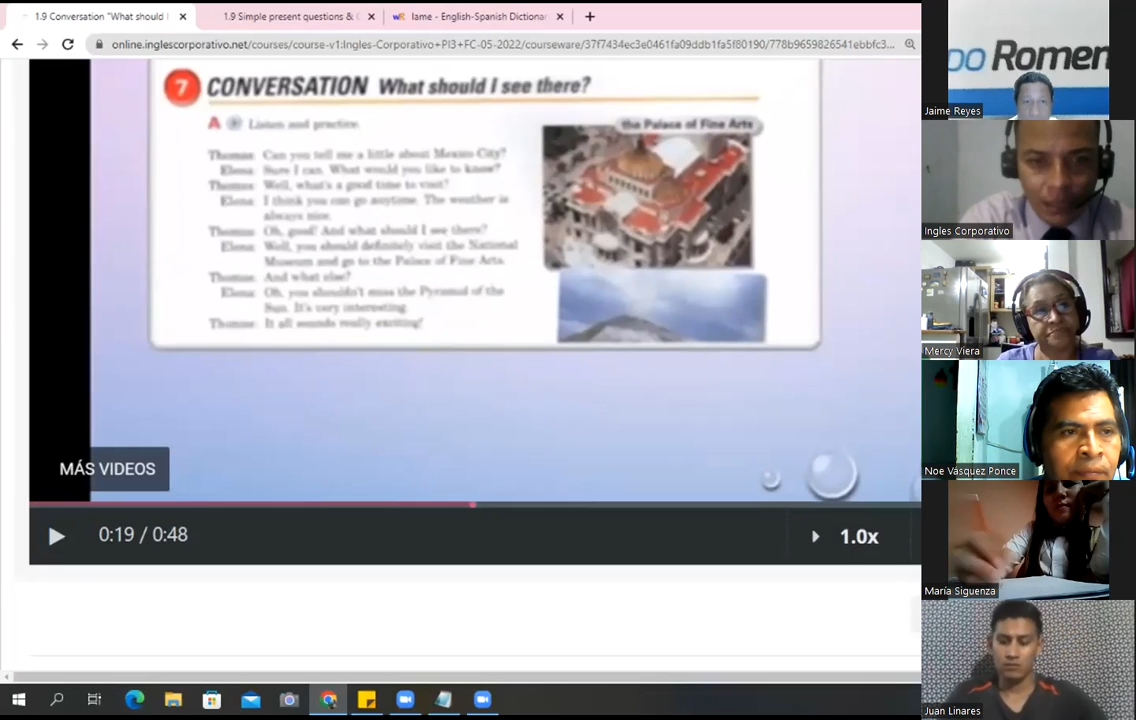 1.9 Conversation "What should I
1.9 Simple present questions &
lame - English-Spanish Dictionar
online.inglescorporativo.net/courses/course-v1:Ingles-Corporativo+PI3+FC-05-2022/courseware/37f7434ec3e0461fa09ddb1fa5f80190/778b9659826541ebbfc3...
7 CONVERSATION What should I see there?
A Listen and practice.
the Palace of Fine Arts
Thomas: Can you tell me a little about Mexico City?
Elena: Sure I can. What would you like to know?
Thomas: Well, what's a good time to visit?
Elena: I think you can go anytime. The weather is
always nice.
Thomas: Oh, good! And what should I see there?
Elena: Well, you should definitely visit the National
Museum and go to the Palace of Fine Arts.
Thomas: And what else?
Elena: Oh, you shouldn't miss the Pyramid of the
Sun. It's very interesting.
Thomas: It all sounds really exciting!
MÁS VIDEOS
0:19 / 0:48
1.0x
oo Romen
Jaime Reyes
Ingles Corporativo
Mercy Viera
Noe Vásquez Ponce
María Siguenza
Juan Linares